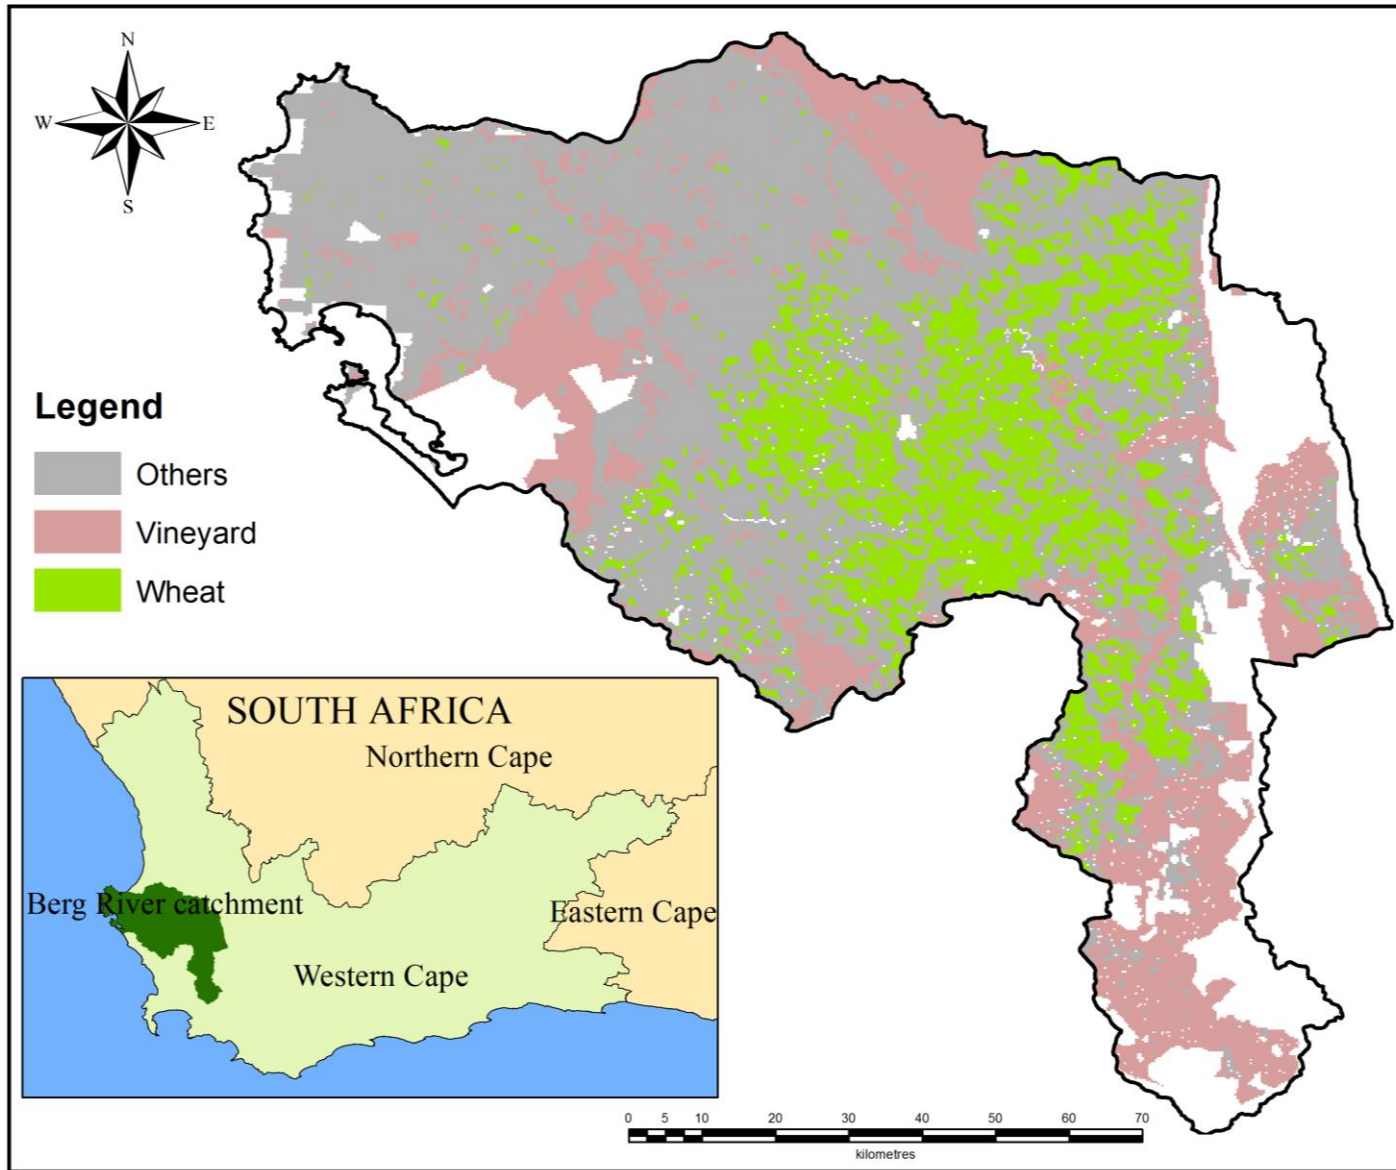 N
W E
S
Legend
Others
Vineyard
Wheat
SOUTH AFRICA
Northern Cape
Berg River catchment
Eastern Cape
Western Cape
0 5 10 20 30 40 50 60 70
kilometres